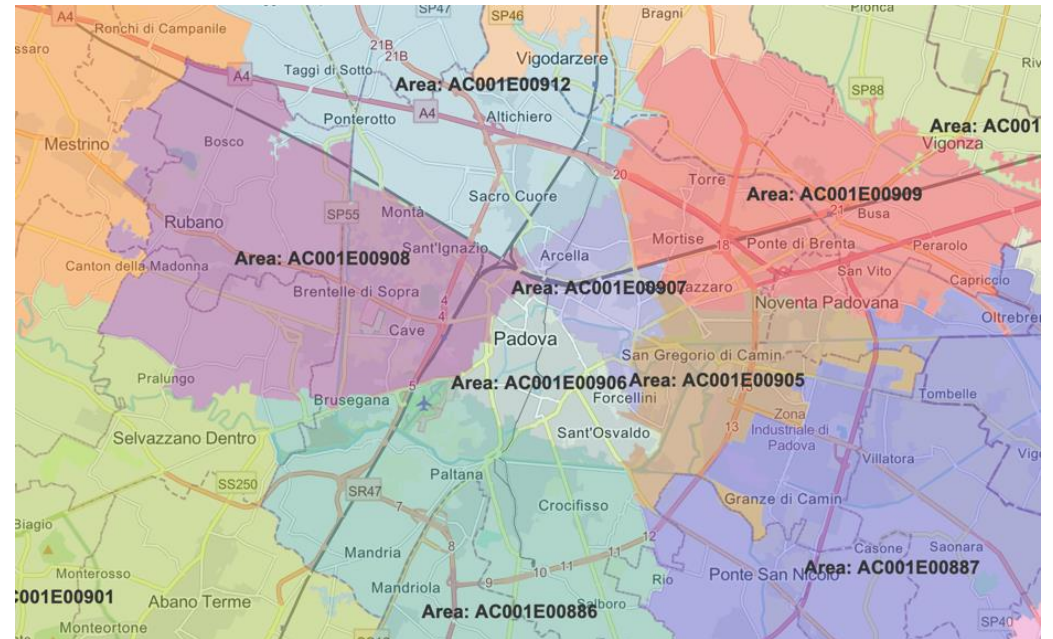 SP47
SP46
Bragni
Pionca
A4
Ronchi di Campanile
21B
21B
Vigodarzere
Taggi di Sotto
A4
Area: AC001E00912
SP88
Mestrino
Bosco
Ponterotto
A4
Altichiero
Area: AC001
Vigonza
Torre
20
Sacro Cuore
Area: AC001E00909
Rubano
SP55
Montà
21
Busa
Mortise
18
Ponte di Brenta
Perarolo
Sant'Ignazio
Arcella
Canton della Madonna
Area: AC001E00908
San Vito
Capriccio
Brentelle di Sopra
4
Area: AC001E00907
Noventa Padovana
4
Cave
Padova
San Gregorio di Camin
Pralungo
5
Area: AC001E00906
Area: AC001E00905
Brusegana
Forcellini
Tombelle
Selvazzano Dentro
Sant'Osvaldo
13
Zona
Industriale di
Padova
Villatora
SS250
SR47
Paltana
7
Crocifisso
Granze di Camin
Biagio
8
12
11
11
10
9
Mandria
Casone
Saonara
Monterosso
Mandriola
Rio
Ponte San Nicolò
Area: AC001E00887
C001E00901
Abano Terme
Area: AC001E00886
Salboro
Monteortone
SP40